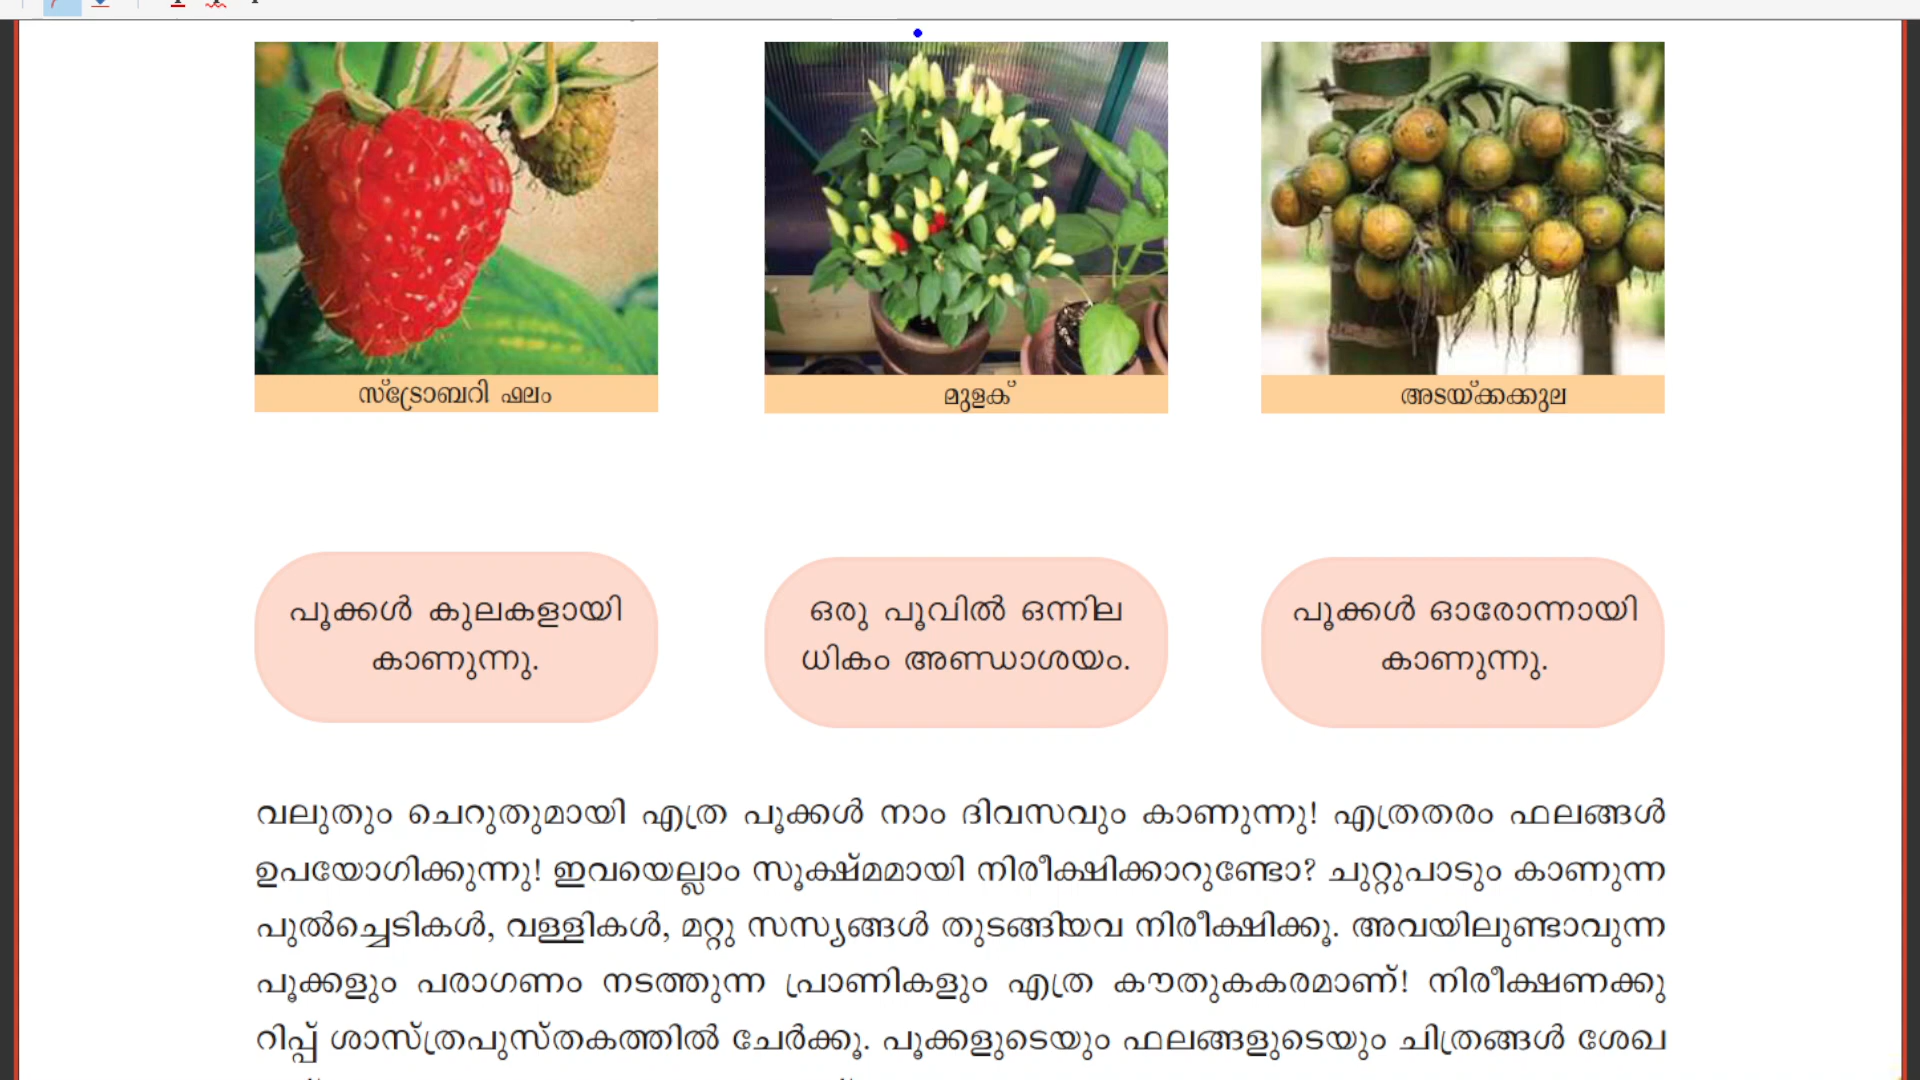 സ്ട്രോബറി ഫലം
മുളക്
അടയ്ക്കക്കുല
പൂക്കൾ കുലകളായി
കാണുന്നു.
ഒരു പൂവിൽ ഒന്നില
ധികം അണ്ഡാശയം.
പൂക്കൾ ഓരോന്നായി
കാണുന്നു.
വലുതും ചെറുതുമായി എത്ര പൂക്കൾ നാം ദിവസവും കാണുന്നു! എത്രതരം ഫലങ്ങൾ
ഉപയോഗിക്കുന്നു! ഇവയെല്ലാം സൂക്ഷ്മമായി നിരീക്ഷിക്കാറുണ്ടോ? ചുറ്റുപാടും കാണുന്ന
പുൽച്ചെടികൾ, വള്ളികൾ, മറ്റു സസ്യങ്ങൾ തുടങ്ങിയവ നിരീക്ഷിക്കൂ. അവയിലുണ്ടാവുന്ന
പൂക്കളും പരാഗണം നടത്തുന്ന പ്രാണികളും എത്ര കൗതുകകരമാണ്! നിരീക്ഷണക്കു
റിപ്പ് ശാസ്ത്രപുസ്തകത്തിൽ ചേർക്കൂ. പൂക്കളുടെയും ഫലങ്ങളുടെയും ചിത്രങ്ങൾ ശേഖ